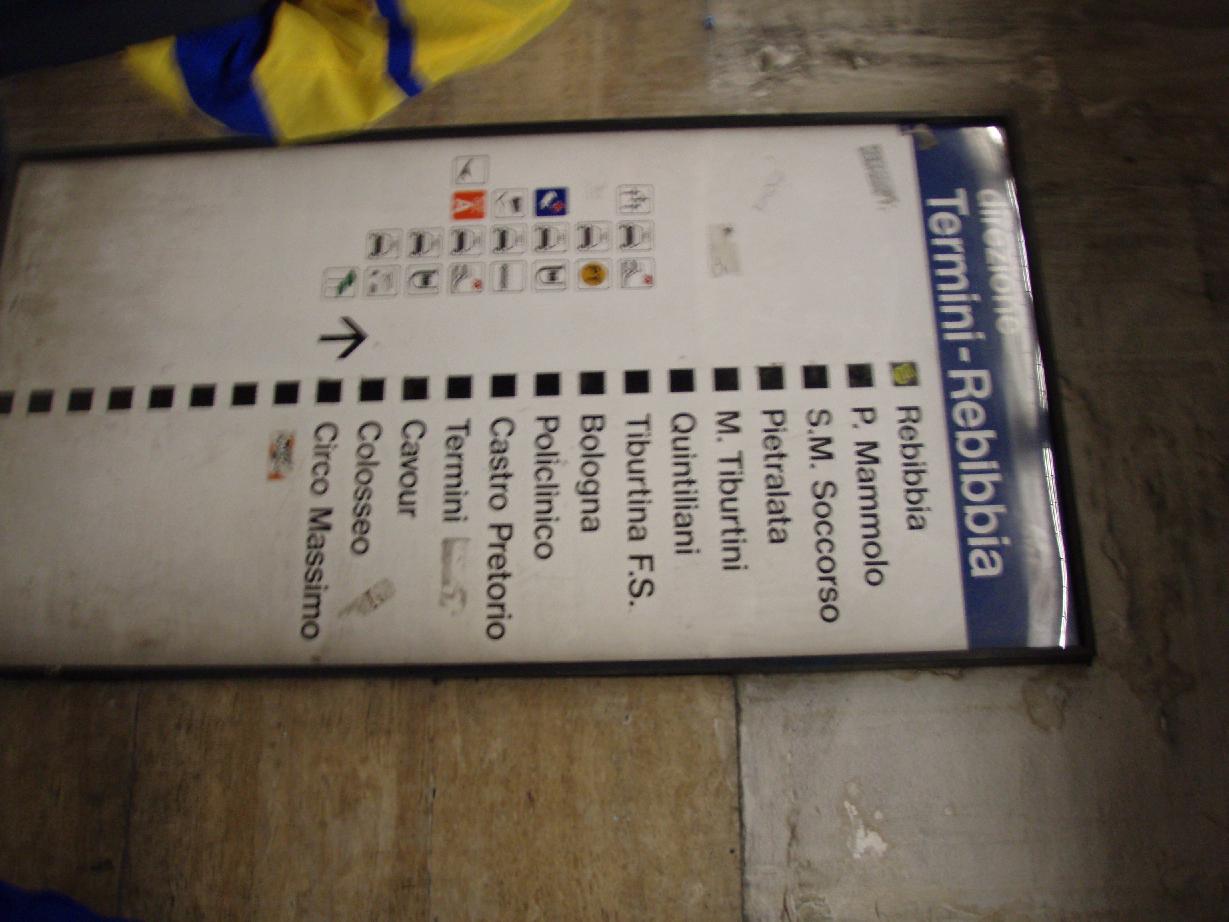 direzione
Termini-Rebibbia
Rebibbia
P. Mammolo
S.M. Soccorso
Pietralata
M. Tiburtini
Quintiliani
Tiburtina F.S.
Bologna
Policlinico
Castro Pretorio
Termini
A
Cavour
Colosseo
Circo Massimo